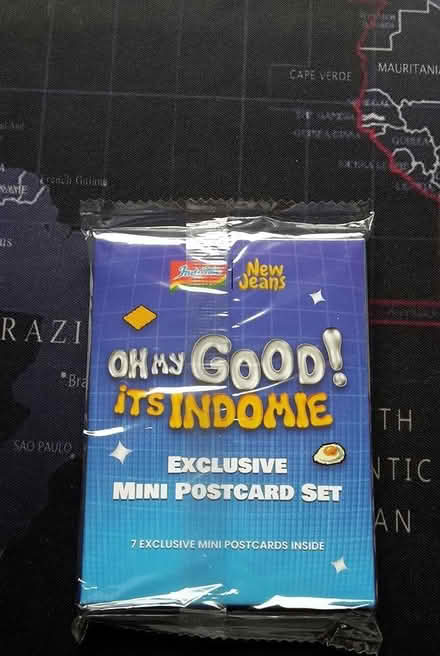 CAPE VERDE
MAURITANIA
French Guiana
RAZI
SAO PAULO
Indomie
New
Jeans
OH MY GOOD!
iTS INDOMIE
EXCLUSIVE
MINI POSTCARD SET
7 EXCLUSIVE MINI POSTCARDS INSIDE
TH
NTIC
AN